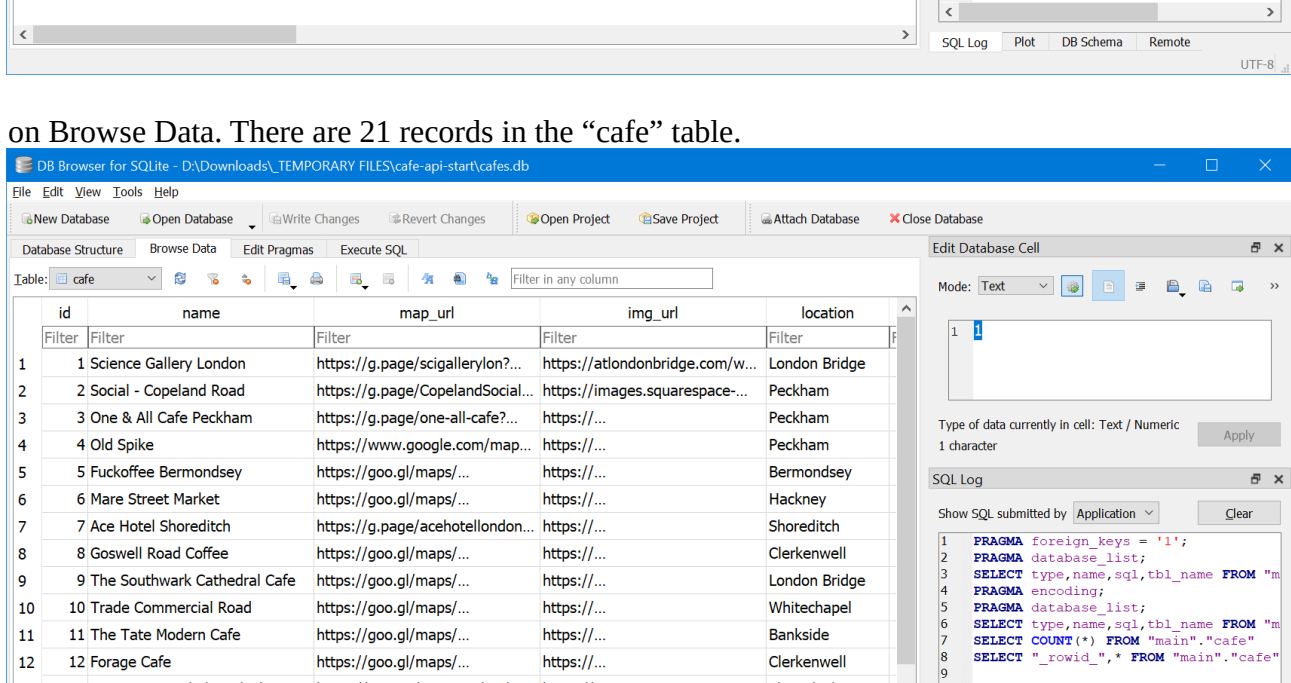 SQL Log Plot DB Schema Remote
UTF-8
on Browse Data. There are 21 records in the “cafe” table.
DB Browser for SQLite - D:\Downloads\_TEMPORARY FILES\cafe-api-start\cafes.db
File Edit View Tools Help
New Database Open Database Write Changes Revert Changes Open Project Save Project Attach Database Close Database
Database Structure Browse Data Edit Pragmas Execute SQL
Table: cafe Filter in any column
id name map_url img_url location
Filter Filter Filter Filter Filter F
1 1 Science Gallery London https://g.page/scigallerylon?... https://atlondonbridge.com/w... London Bridge
2 2 Social - Copeland Road https://g.page/CopelandSocial... https://images.squarespace-... Peckham
3 3 One & All Cafe Peckham https://g.page/one-all-cafe?... https://... Peckham
4 4 Old Spike https://www.google.com/map... https://... Peckham
5 5 Fuckoffee Bermondsey https://goo.gl/maps/... https://... Bermondsey
6 6 Mare Street Market https://goo.gl/maps/... https://... Hackney
7 7 Ace Hotel Shoreditch https://g.page/acehotellondon... https://... Shoreditch
8 8 Goswell Road Coffee https://goo.gl/maps/... https://... Clerkenwell
9 9 The Southwark Cathedral Cafe https://goo.gl/maps/... https://... London Bridge
10 10 Trade Commercial Road https://goo.gl/maps/... https://... Whitechapel
11 11 The Tate Modern Cafe https://goo.gl/maps/... https://... Bankside
12 12 Forage Cafe https://goo.gl/maps/... https://... Clerkenwell
Edit Database Cell
Mode: Text
1 1
Type of data currently in cell: Text / Numeric
1 character
Apply
SQL Log
Show SQL submitted by Application Clear
1 PRAGMA foreign_keys = '1';
2 PRAGMA database_list;
3 SELECT type,name,sql,tbl_name FROM "m
4 PRAGMA encoding;
5 PRAGMA database_list;
6 SELECT type,name,sql,tbl_name FROM "m
7 SELECT COUNT(*) FROM "main"."cafe"
8 SELECT "_rowid_",* FROM "main"."cafe"
9